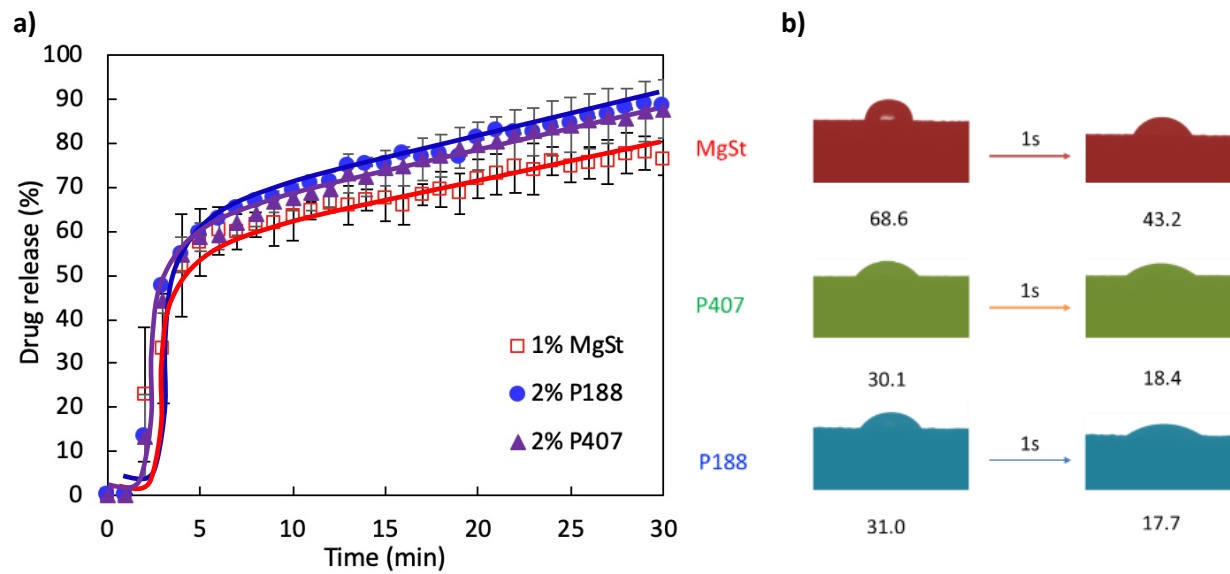 a)
100
90
80
70
60
50
40
30
20
10
0
Drug release (%)
0
5
10
15
20
25
30
Time (min)
1% MgSt
2% P188
2% P407
b)
MgSt
1s
68.6
43.2
P407
1s
30.1
18.4
P188
1s
31.0
17.7